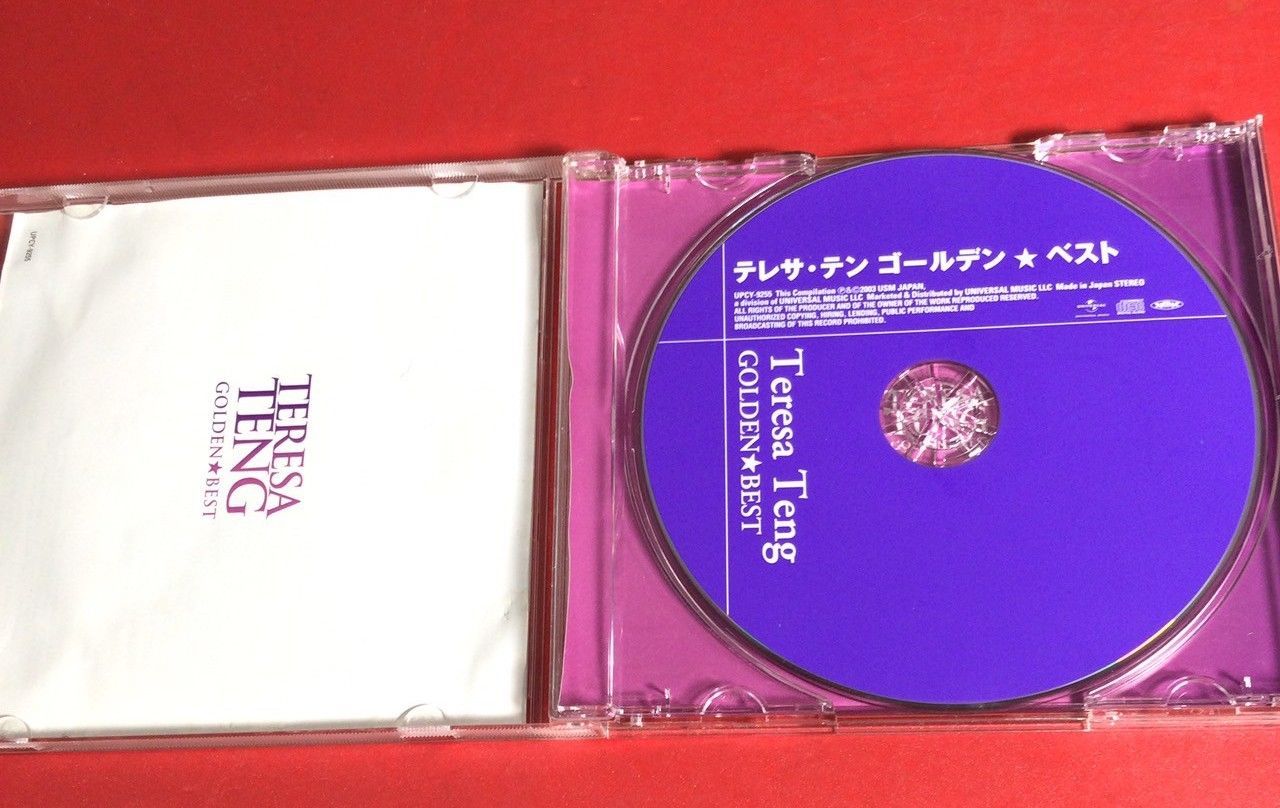 UPCY-9255
TERESA
TENG
GOLDEN★BEST
テレサ・テン ゴールデン ★ ベスト
UPCY-9255 This Compilation ℗&©2003 USM JAPAN,
a division of UNIVERSAL MUSIC LLC Marketed & Distributed by UNIVERSAL MUSIC LLC Made in Japan STEREO
ALL RIGHTS OF THE PRODUCER AND OF THE OWNER OF THE WORK REPRODUCED RESERVED.
UNAUTHORIZED COPYING, HIRING, LENDING, PUBLIC PERFORMANCE AND
BROADCASTING OF THIS RECORD PROHIBITED.
Teresa Teng
GOLDEN★BEST